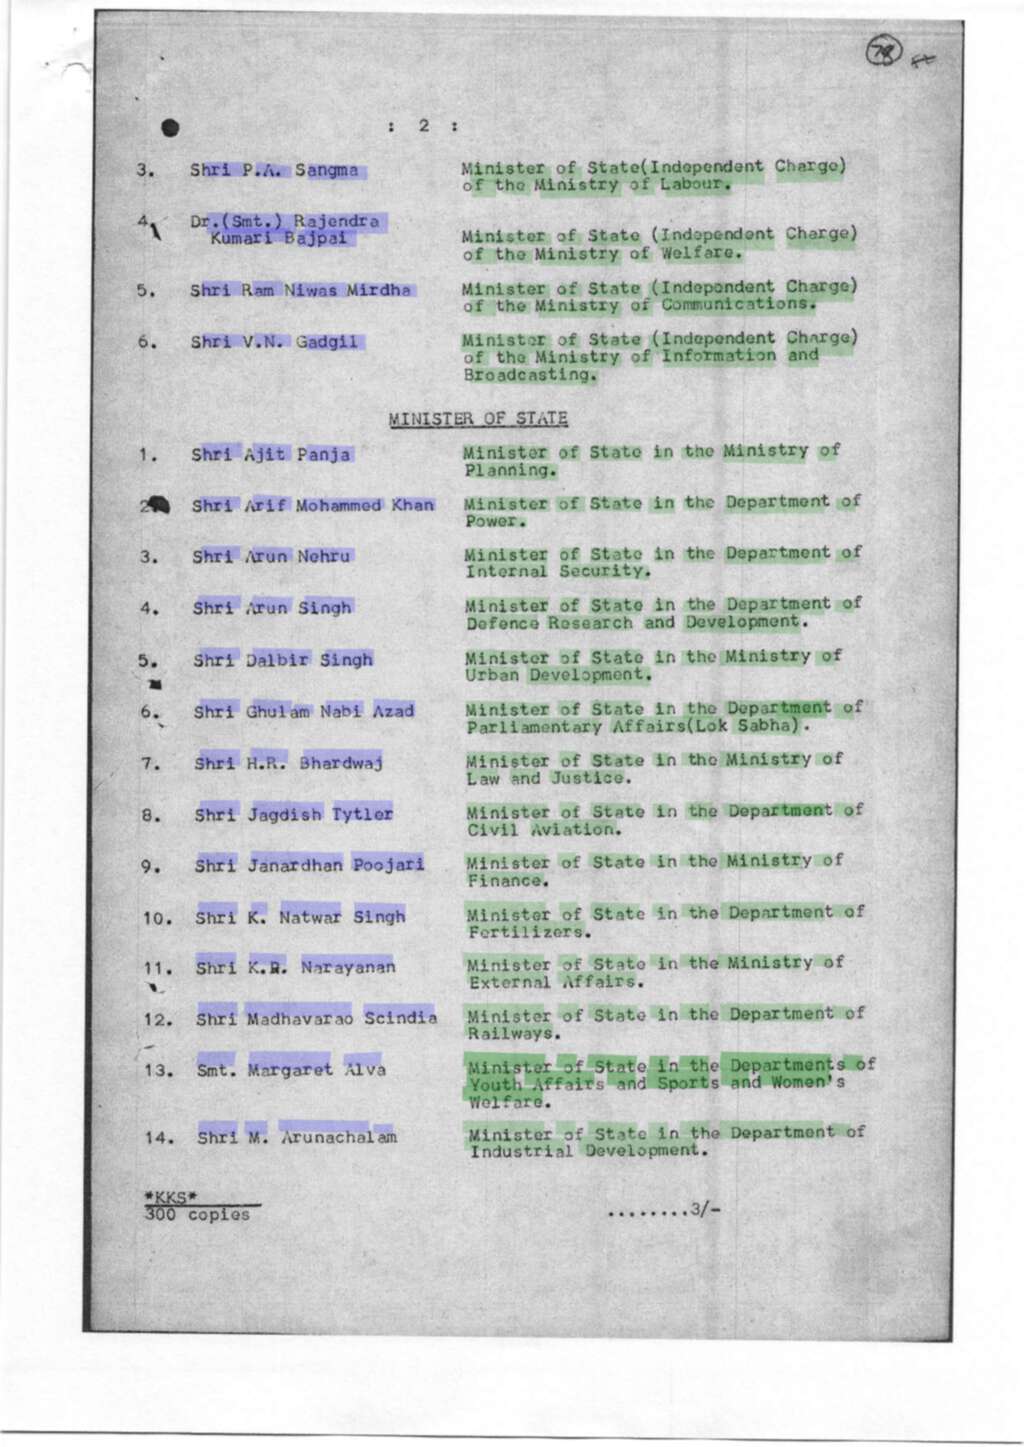 78
: 2 :
3. Shri P.A. Sangma Minister of State(Independent Charge)
of the Ministry of Labour.
4. Dr.(Smt.) Rajendra
Kumari Bajpai Minister of State (Independent Charge)
of the Ministry of Welfare.
5. Shri Ram Niwas Mirdha Minister of State (Independent Charge)
of the Ministry of Communications.
6. Shri V.N. Gadgil Minister of State (Independent Charge)
of the Ministry of Information and
Broadcasting.
MINISTER OF STATE
1. Shri Ajit Panja Minister of State in the Ministry of
Planning.
2. Shri Arif Mohammed Khan Minister of State in the Department of
Power.
3. Shri Arun Nehru Minister of State in the Department of
Internal Security.
4. Shri Arun Singh Minister of State in the Department of
Defence Research and Development.
5. Shri Dalbir Singh Minister of State in the Ministry of
Urban Development.
6. Shri Ghulam Nabi Azad Minister of State in the Department of
Parliamentary Affairs(Lok Sabha).
7. Shri H.R. Bhardwaj Minister of State in the Ministry of
Law and Justice.
8. Shri Jagdish Tytler Minister of State in the Department of
Civil Aviation.
9. Shri Janardhan Poojari Minister of State in the Ministry of
Finance.
10. Shri K. Natwar Singh Minister of State in the Department of
Fertilizers.
11. Shri K.R. Narayanan Minister of State in the Ministry of
External Affairs.
12. Shri Madhavarao Scindia Minister of State in the Department of
Railways.
13. Smt. Margaret Alva Minister of State in the Departments of
Youth Affairs and Sports and Women's
Welfare.
14. Shri M. Arunachalam Minister of State in the Department of
Industrial Development.
*KKS*
300 copies ........3/-